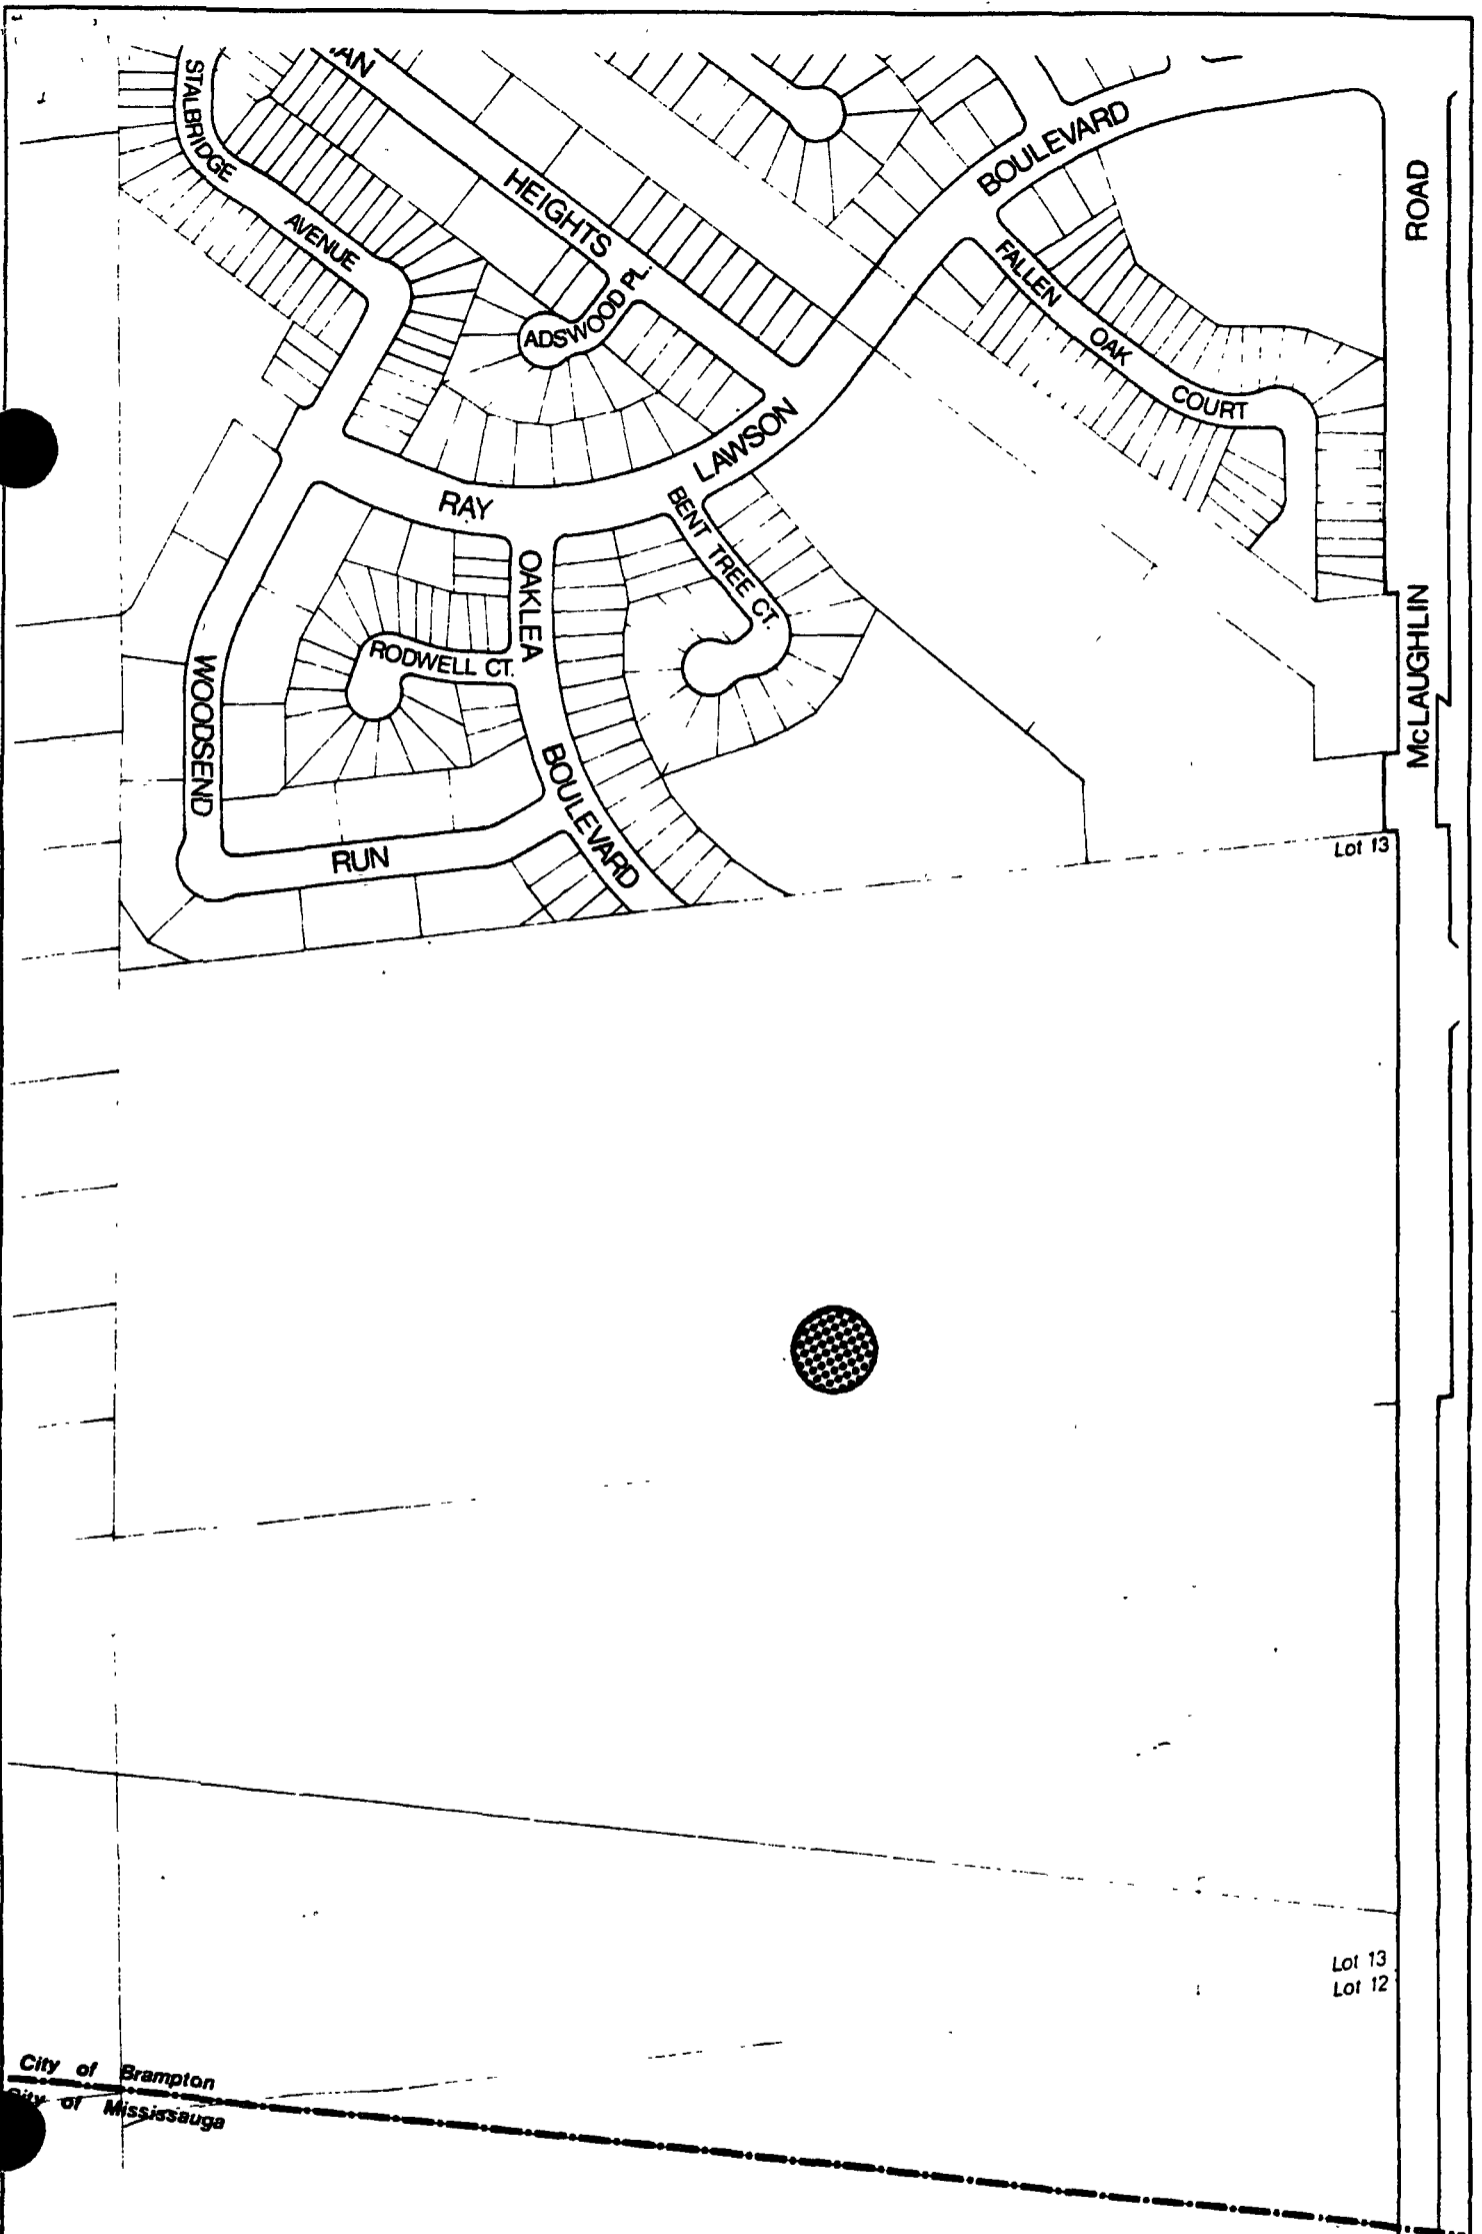 STALBRIDGE
AVENUE
HEIGHTS
ADSWOOD PL.
BOULEVARD
ROAD
FALLEN
OAK
COURT
LAWSON
RAY
BENT TREE CT.
OAKLEA
RODWELL CT.
WOODSEND
BOULEVARD
RUN
McLAUGHLIN
Lot 13
Lot 13
Lot 12
City of Brampton
City of Mississauga